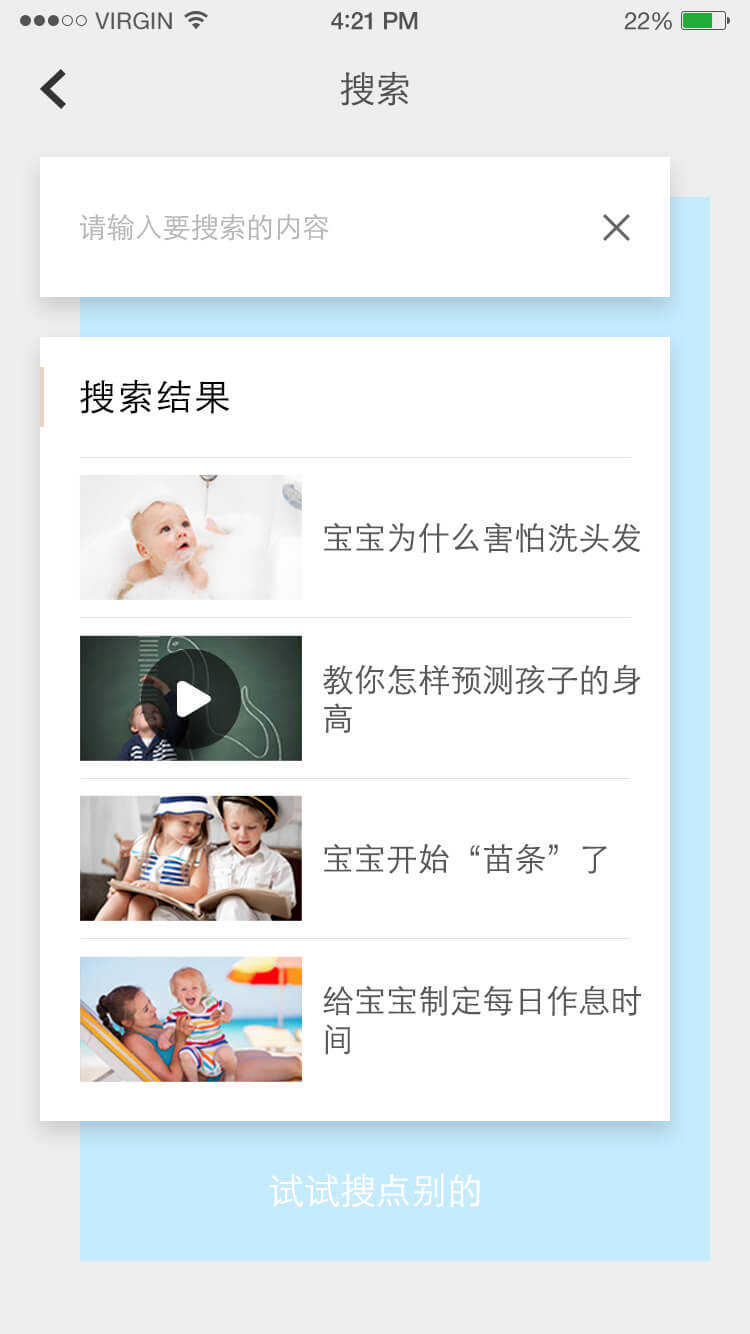 VIRGIN 4:21 PM 22%
搜索
请输入要搜索的内容
搜索结果
宝宝为什么害怕洗头发
教你怎样预测孩子的身
高
宝宝开始“苗条”了
给宝宝制定每日作息时
间
试试搜点别的